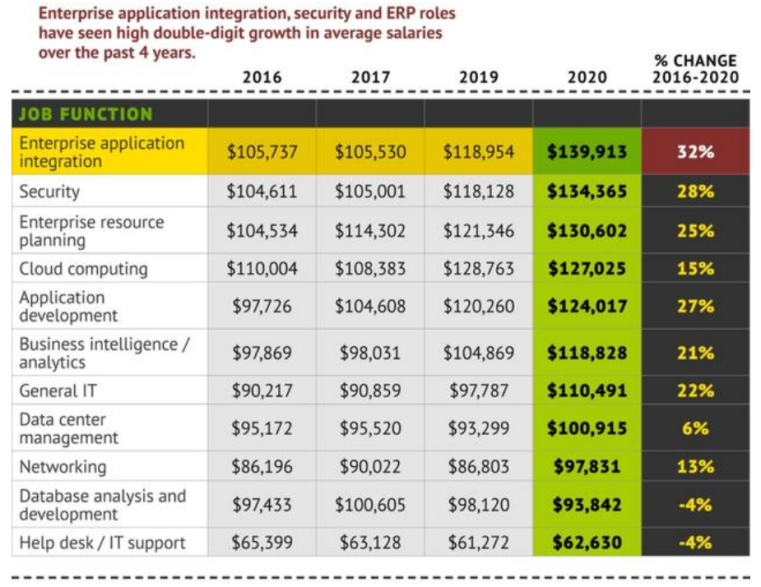 Enterprise application integration, security and ERP roles
have seen high double-digit growth in average salaries
over the past 4 years.
% CHANGE
2016 2017 2019 2020 2016-2020
JOB FUNCTION
Enterprise application
integration $105,737 $105,530 $118,954 $139,913 32%
Security $104,611 $105,001 $118,128 $134,365 28%
Enterprise resource
planning $104,534 $114,302 $121,346 $130,602 25%
Cloud computing $110,004 $108,383 $128,763 $127,025 15%
Application
development $97,726 $104,608 $120,260 $124,017 27%
Business intelligence /
analytics $97,869 $98,031 $104,869 $118,828 21%
General IT $90,217 $90,859 $97,787 $110,491 22%
Data center
management $95,172 $95,520 $93,299 $100,915 6%
Networking $86,196 $90,022 $86,803 $97,831 13%
Database analysis and
development $97,433 $100,605 $98,120 $93,842 -4%
Help desk / IT support $65,399 $63,128 $61,272 $62,630 -4%